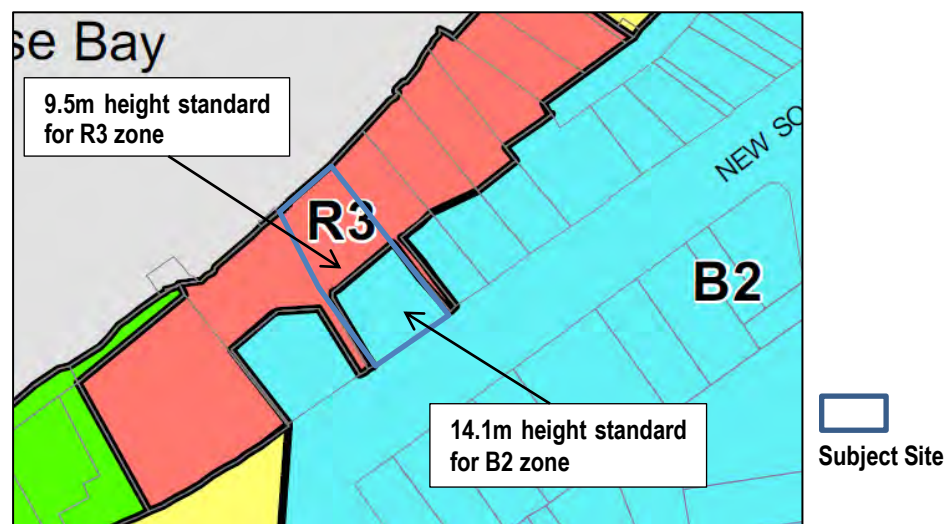 se Bay
9.5m height standard
for R3 zone
NEW SO
R3
B2
14.1m height standard
for B2 zone
Subject Site